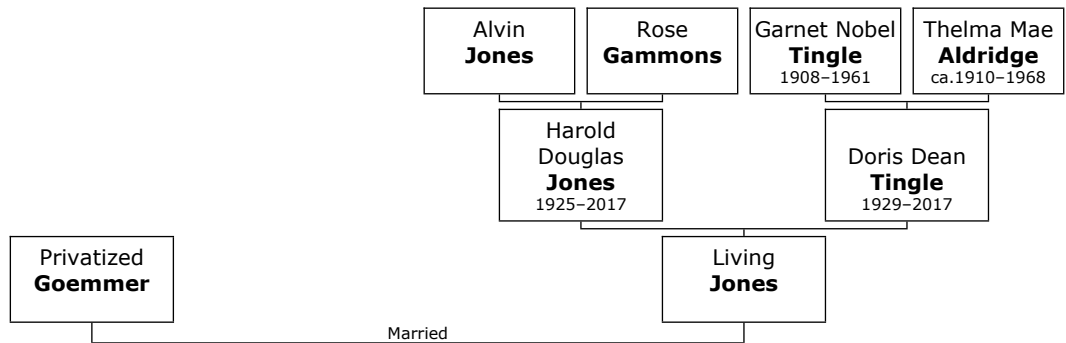 Alvin
Jones
Rose
Gammons
Garnet Nobel
Tingle
1908–1961
Thelma Mae
Aldridge
ca.1910–1968
Harold
Douglas
Jones
1925–2017
Doris Dean
Tingle
1929–2017
Privatized
Goemmer
Living
Jones
Married